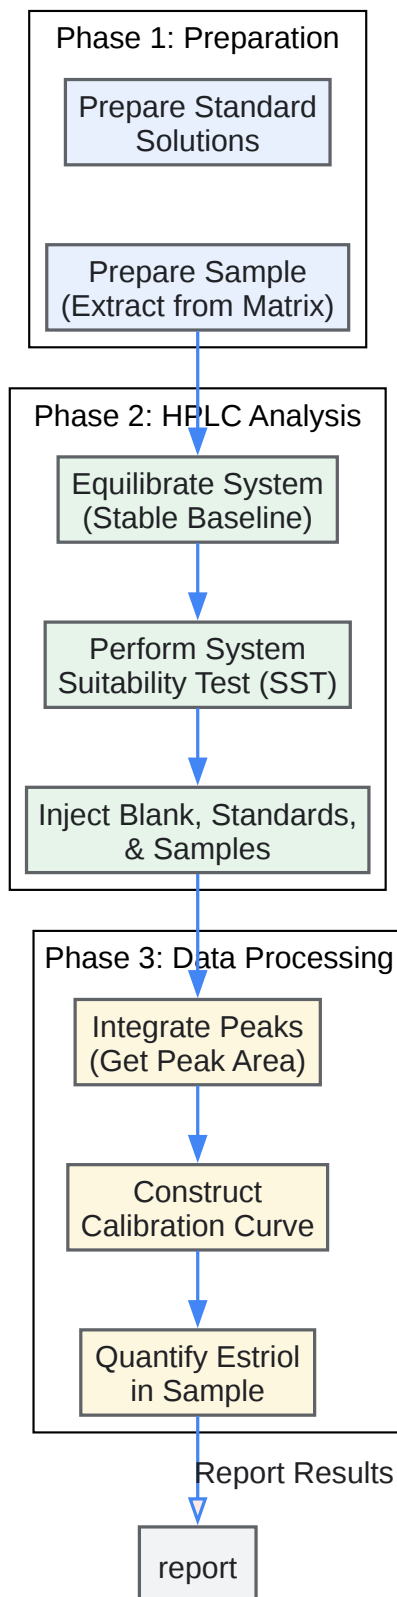 Phase 1: Preparation
Prepare Standard
Solutions
Prepare Sample
(Extract from Matrix)
Phase 2: HPLC Analysis
Equilibrate System
(Stable Baseline)
Perform System
Suitability Test (SST)
Inject Blank, Standards,
& Samples
Phase 3: Data Processing
Integrate Peaks
(Get Peak Area)
Construct
Calibration Curve
Quantify Estriol
in Sample
Report Results
report